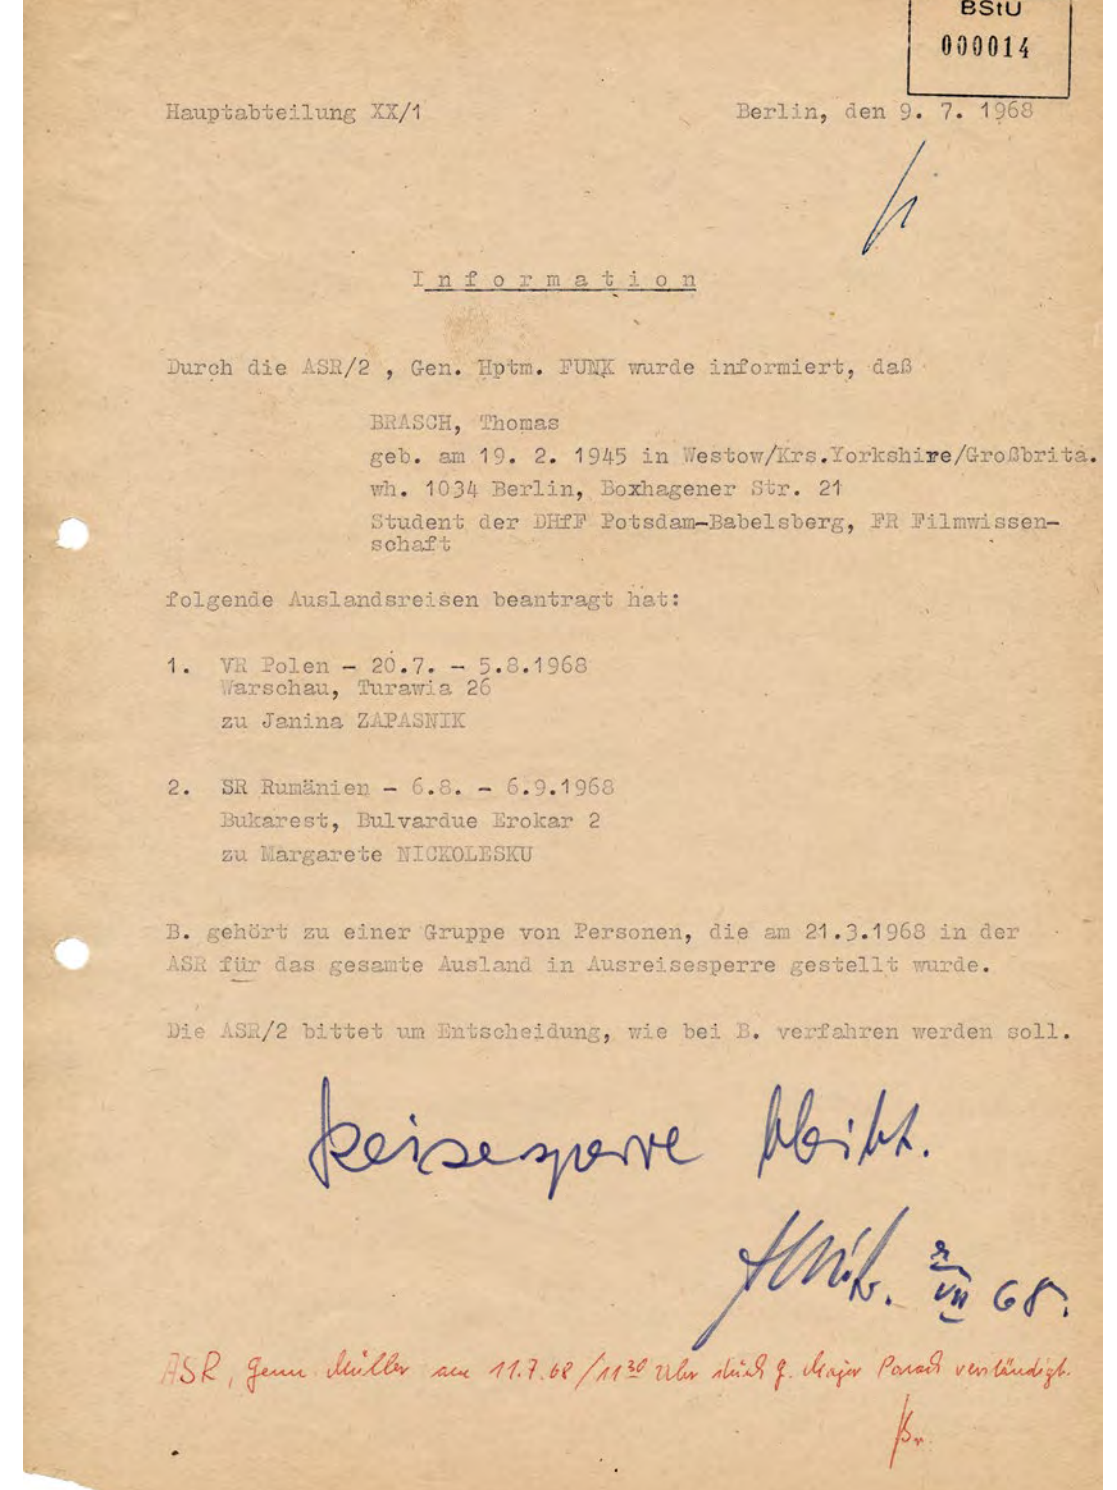 BStU
000014
Hauptabteilung XX/1
Berlin, den 9. 7. 1968
I n f o r m a t i o n
Durch die ASR/2 , Gen. Hptm. FUNK wurde informiert, daß
BRASCH, Thomas
geb. am 19. 2. 1945 in Westow/Krs.Yorkshire/Großbrita.
wh. 1034 Berlin, Boxhagener Str. 21
Student der DHfF Potsdam-Babelsberg, FR Filmwissen-
schaft
folgende Auslandsreisen beantragt hat:
1. VR Polen - 20.7. - 5.8.1968
Warschau, Turawia 26
zu Janina ZAPASNIK
2. SR Rumänien - 6.8. - 6.9.1968
Bukarest, Bulvardue Erokar 2
zu Margarete NICKOLESKU
B. gehört zu einer Gruppe von Personen, die am 21.3.1968 in der
ASR für das gesamte Ausland in Ausreisesperre gestellt wurde.
Die ASR/2 bittet um Entscheidung, wie bei B. verfahren werden soll.
Reisesperre bleibt.
VII 68.
ASR, Genn. Müller am 11.7.68/11³⁰ Uhr durch G. Major verständigt.
Br.